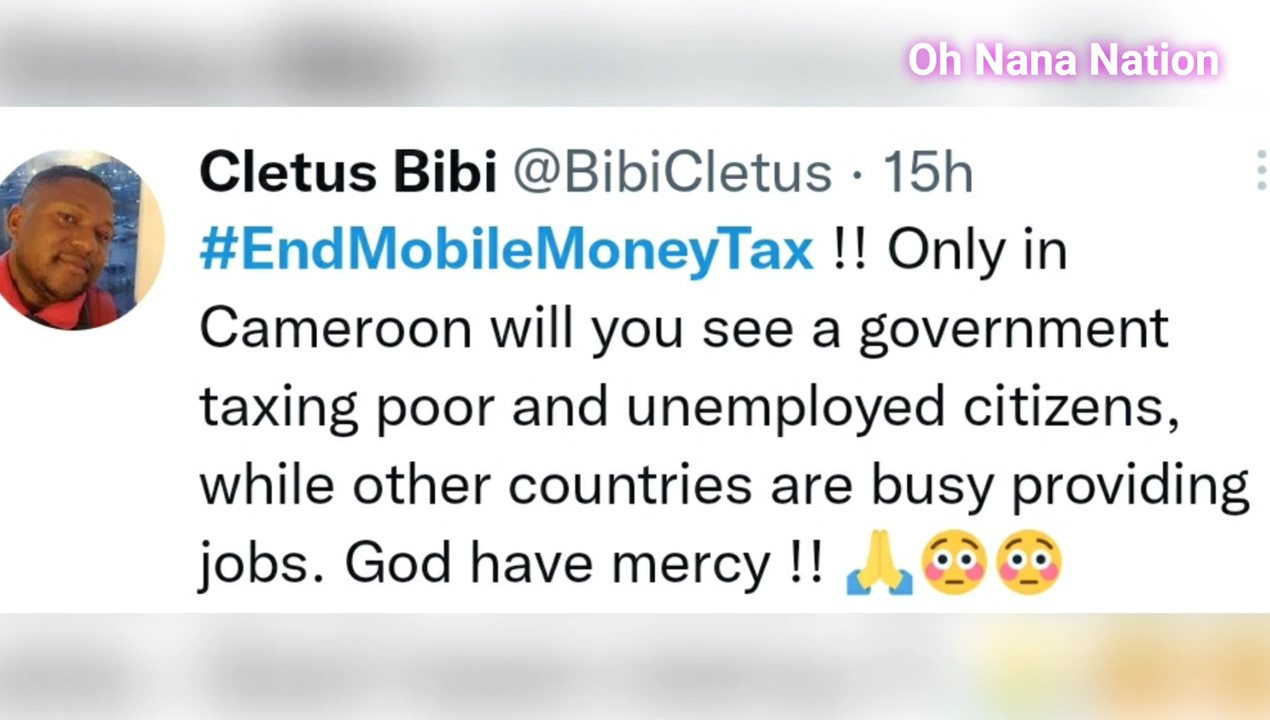 Oh Nana Nation
Cletus Bibi @BibiCletus · 15h
#EndMobileMoneyTax !! Only in
Cameroon will you see a government
taxing poor and unemployed citizens,
while other countries are busy providing
jobs. God have mercy !! 🙏😳😳